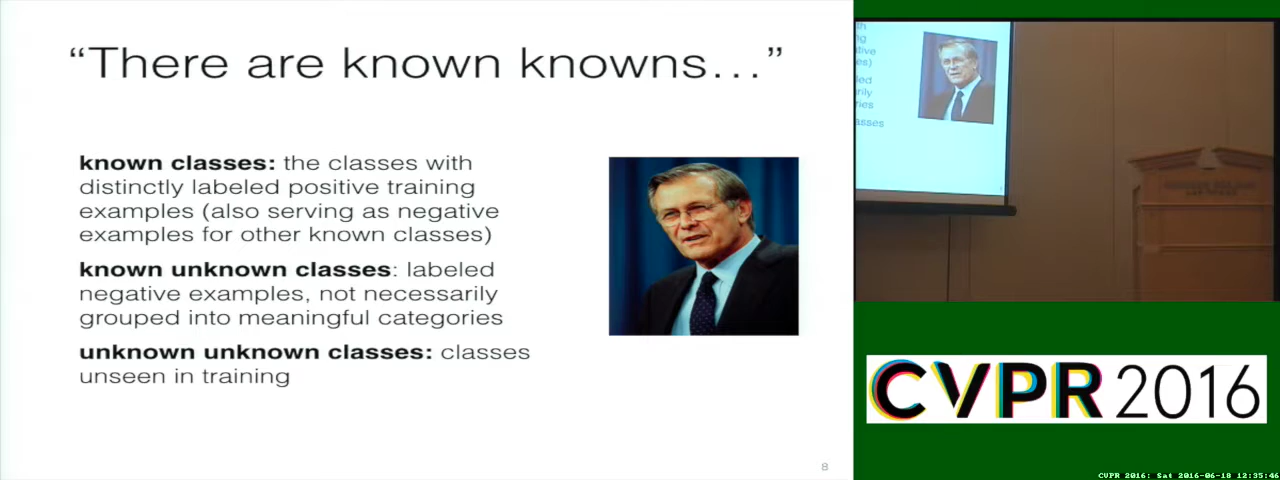 “There are known knowns…”
known classes: the classes with
distinctly labeled positive training
examples (also serving as negative
examples for other known classes)
known unknown classes: labeled
negative examples, not necessarily
grouped into meaningful categories
unknown unknown classes: classes
unseen in training
8
asses
CVPR 2016
CVPR 2016: Sat 2016-06-18 12:35:46